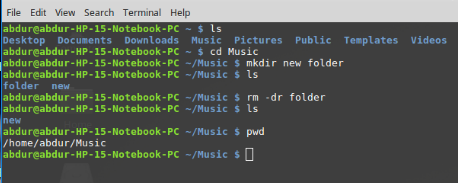 File Edit View Search Terminal Help
abdur@abdur-HP-15-Notebook-PC ~ $ ls
Desktop Documents Downloads Music Pictures Public Templates Videos
abdur@abdur-HP-15-Notebook-PC ~ $ cd Music
abdur@abdur-HP-15-Notebook-PC ~/Music $ mkdir new folder
abdur@abdur-HP-15-Notebook-PC ~/Music $ ls
folder new
abdur@abdur-HP-15-Notebook-PC ~/Music $ rm -dr folder
abdur@abdur-HP-15-Notebook-PC ~/Music $ ls
new
abdur@abdur-HP-15-Notebook-PC ~/Music $ pwd
/home/abdur/Music
abdur@abdur-HP-15-Notebook-PC ~/Music $